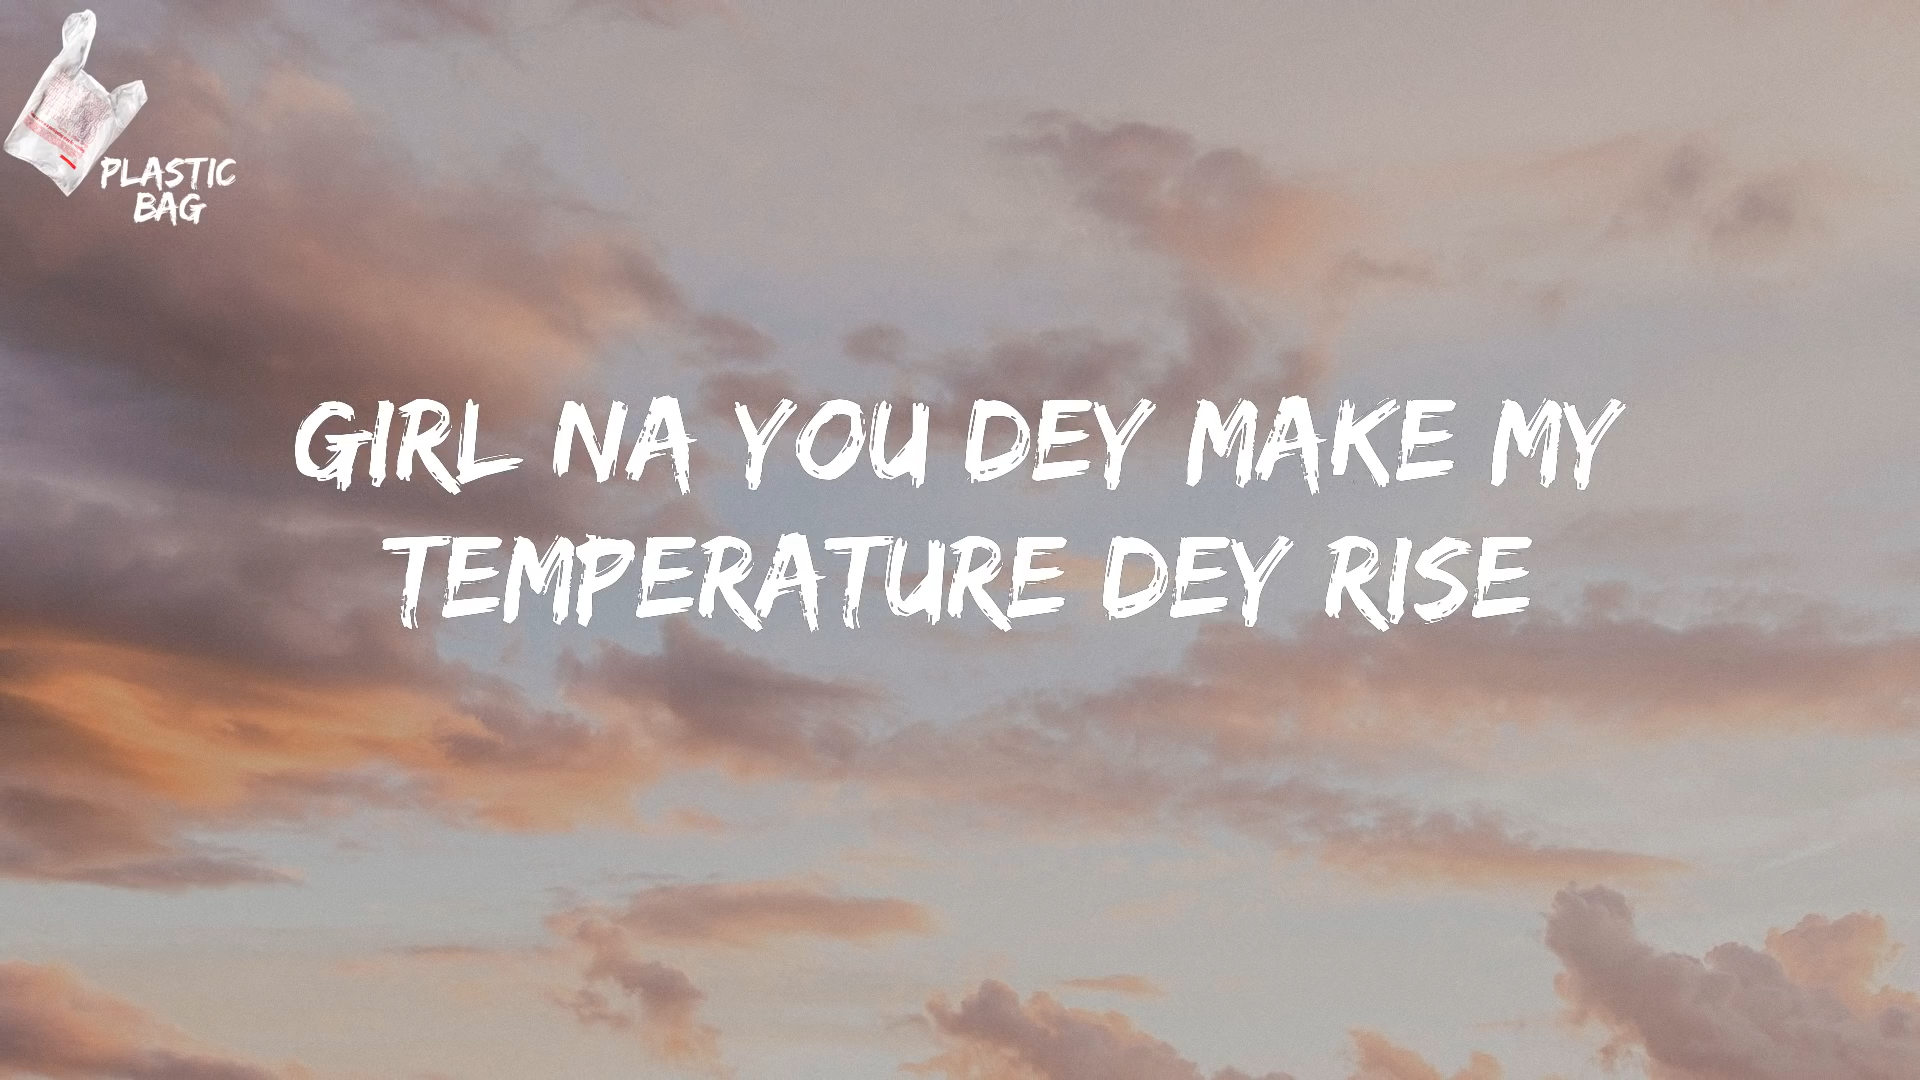 PLASTIC
BAG
GIRL NA YOU DEY MAKE MY
TEMPERATURE DEY RISE